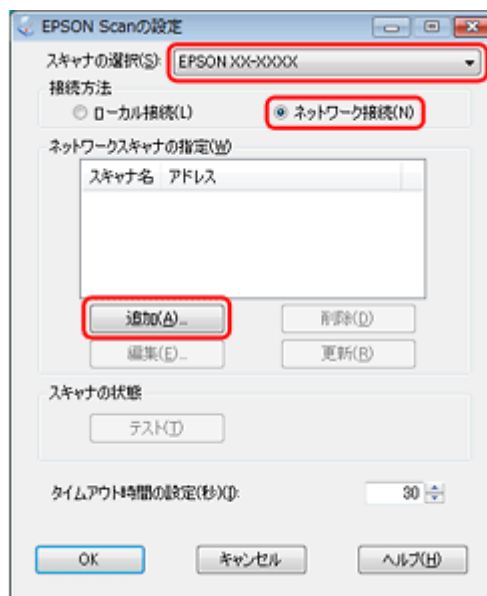 EPSON Scanの設定
スキャナの選択(S): EPSON XX-XXXX
接続方法
ローカル接続(L) ネットワーク接続(N)
ネットワークスキャナの指定(W)
スキャナ名 アドレス
追加(A)... 削除(D)
編集(E)... 更新(R)
スキャナの状態
テスト(T)
タイムアウト時間の設定(秒)(I): 30
OK キャンセル ヘルプ(H)